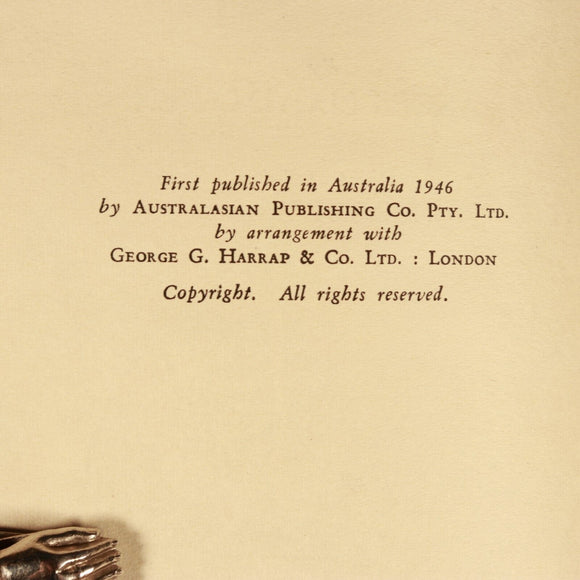 First published in Australia 1946
by AUSTRALASIAN PUBLISHING CO. PTY. LTD.
by arrangement with
GEORGE G. HARRAP & CO. LTD. : LONDON
Copyright. All rights reserved.